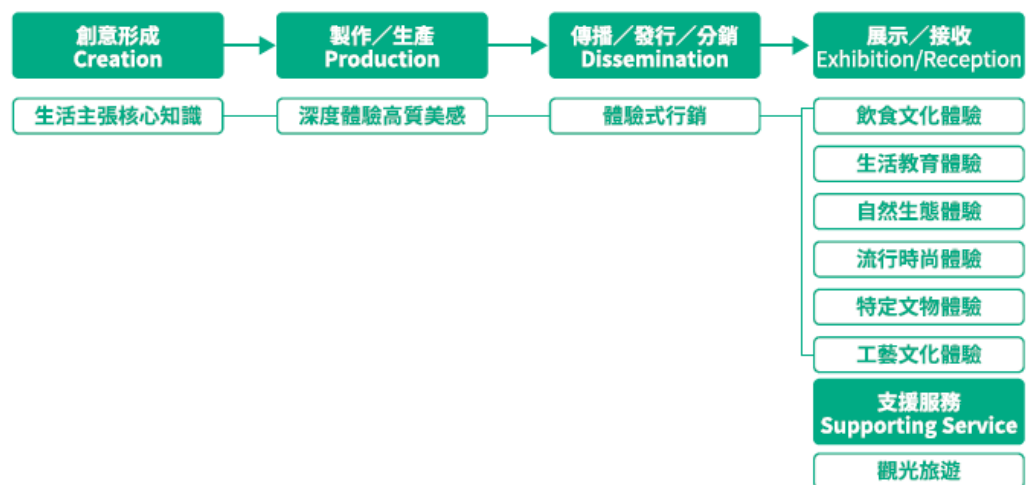 創意形成
Creation
製作／生產
Production
傳播／發行／分銷
Dissemination
展示／接收
Exhibition/Reception
生活主張核心知識
深度體驗高質美感
體驗式行銷
飲食文化體驗
生活教育體驗
自然生態體驗
流行時尚體驗
特定文物體驗
工藝文化體驗
支援服務
Supporting Service
觀光旅遊